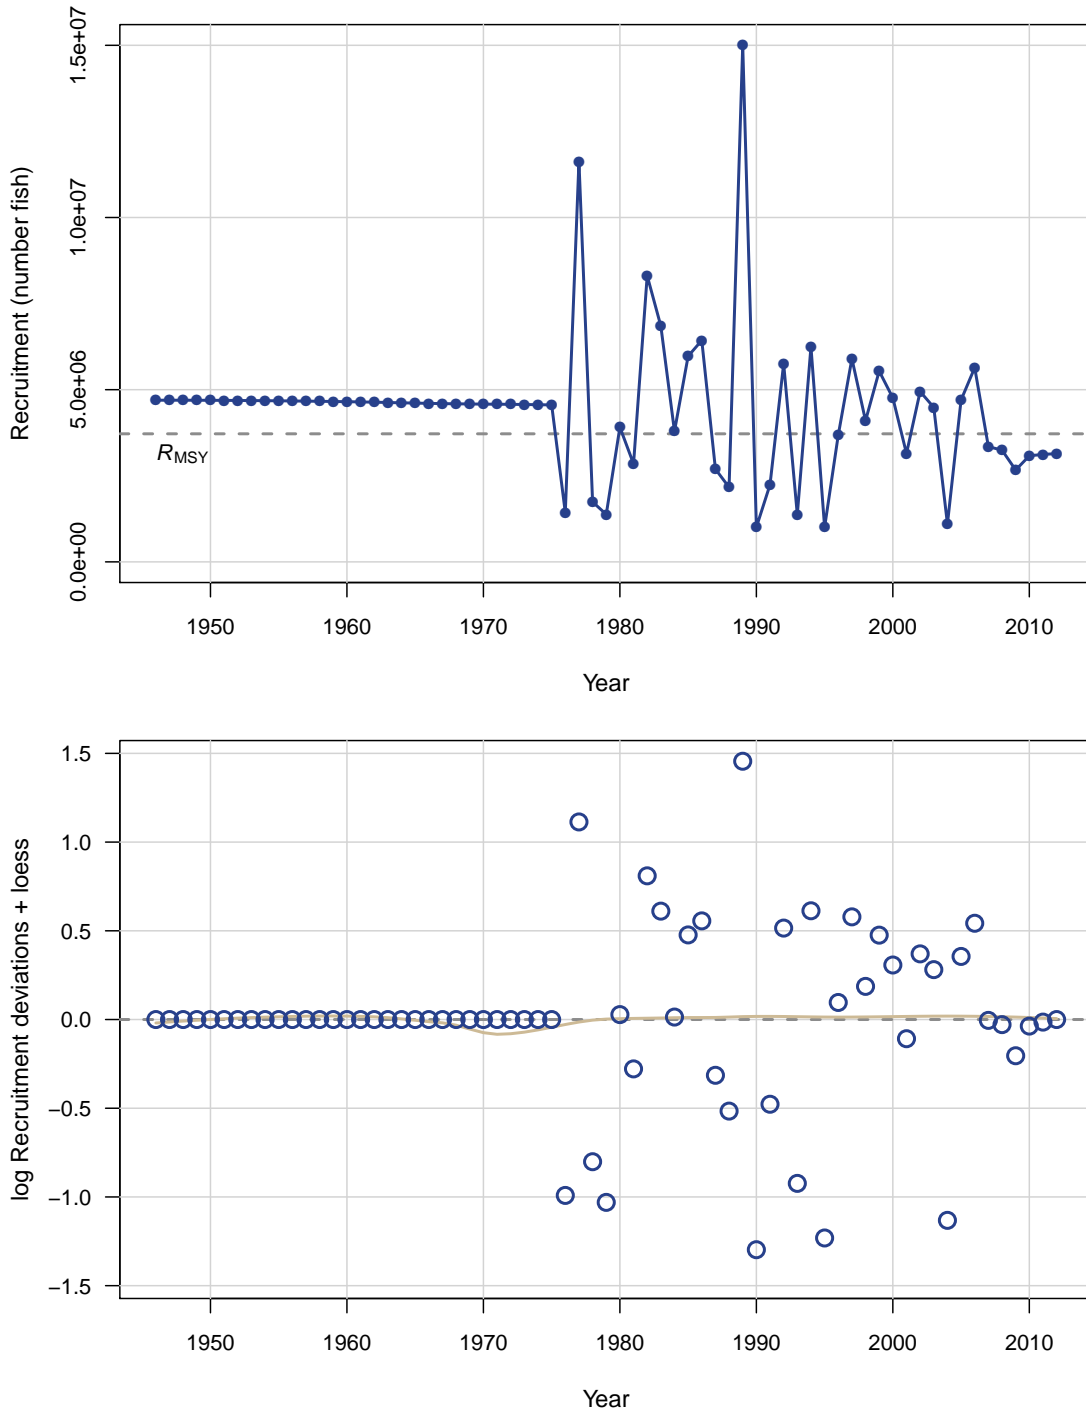 Recruitment (number fish)
1.5e+07
1.0e+07
5.0e+06
0.0e+00
RMSY
1950 1960 1970 1980 1990 2000 2010
Year
log Recruitment deviations + loess
1.5
1.0
0.5
0.0
−0.5
−1.0
−1.5
1950 1960 1970 1980 1990 2000 2010
Year